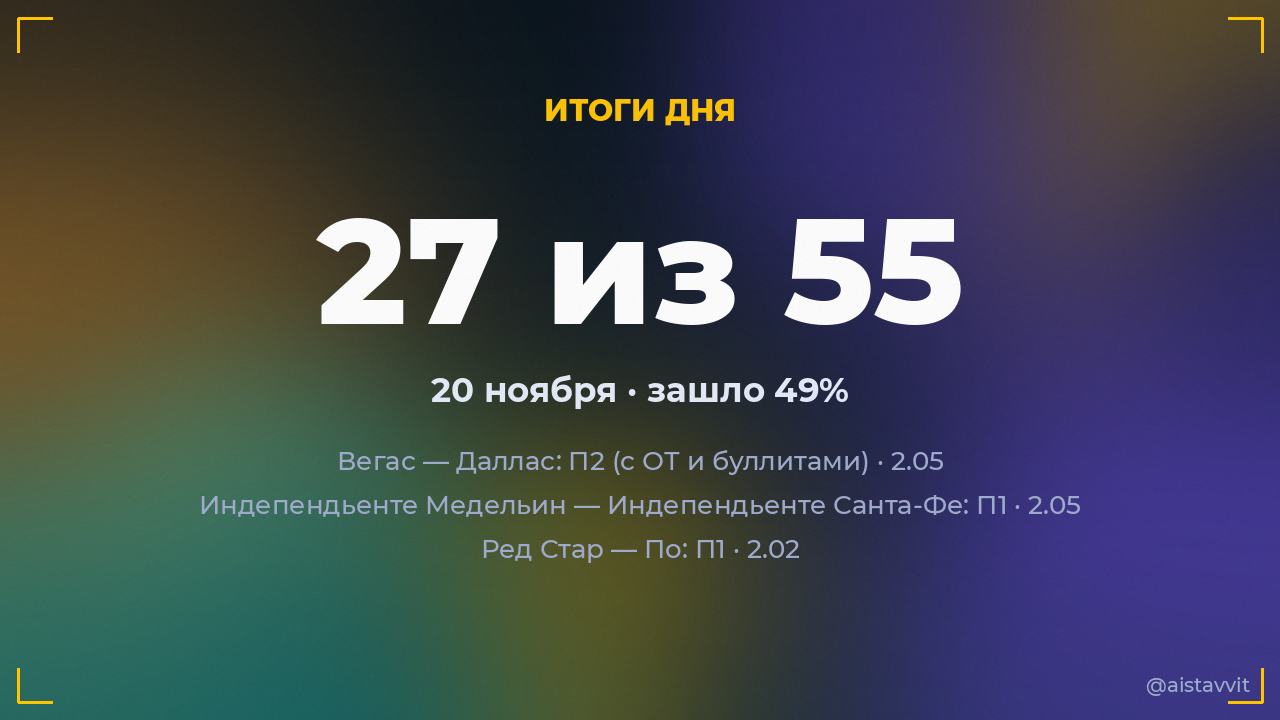 ИТОГИ ДНЯ
27 из 55
20 ноября · зашло 49%
Вегас — Даллас: П2 (с ОТ и буллитами) · 2.05
Индепендьенте Медельин — Индепендьенте Санта-Фе: П1 · 2.05
Ред Стар — По: П1 · 2.02
@aistavvit